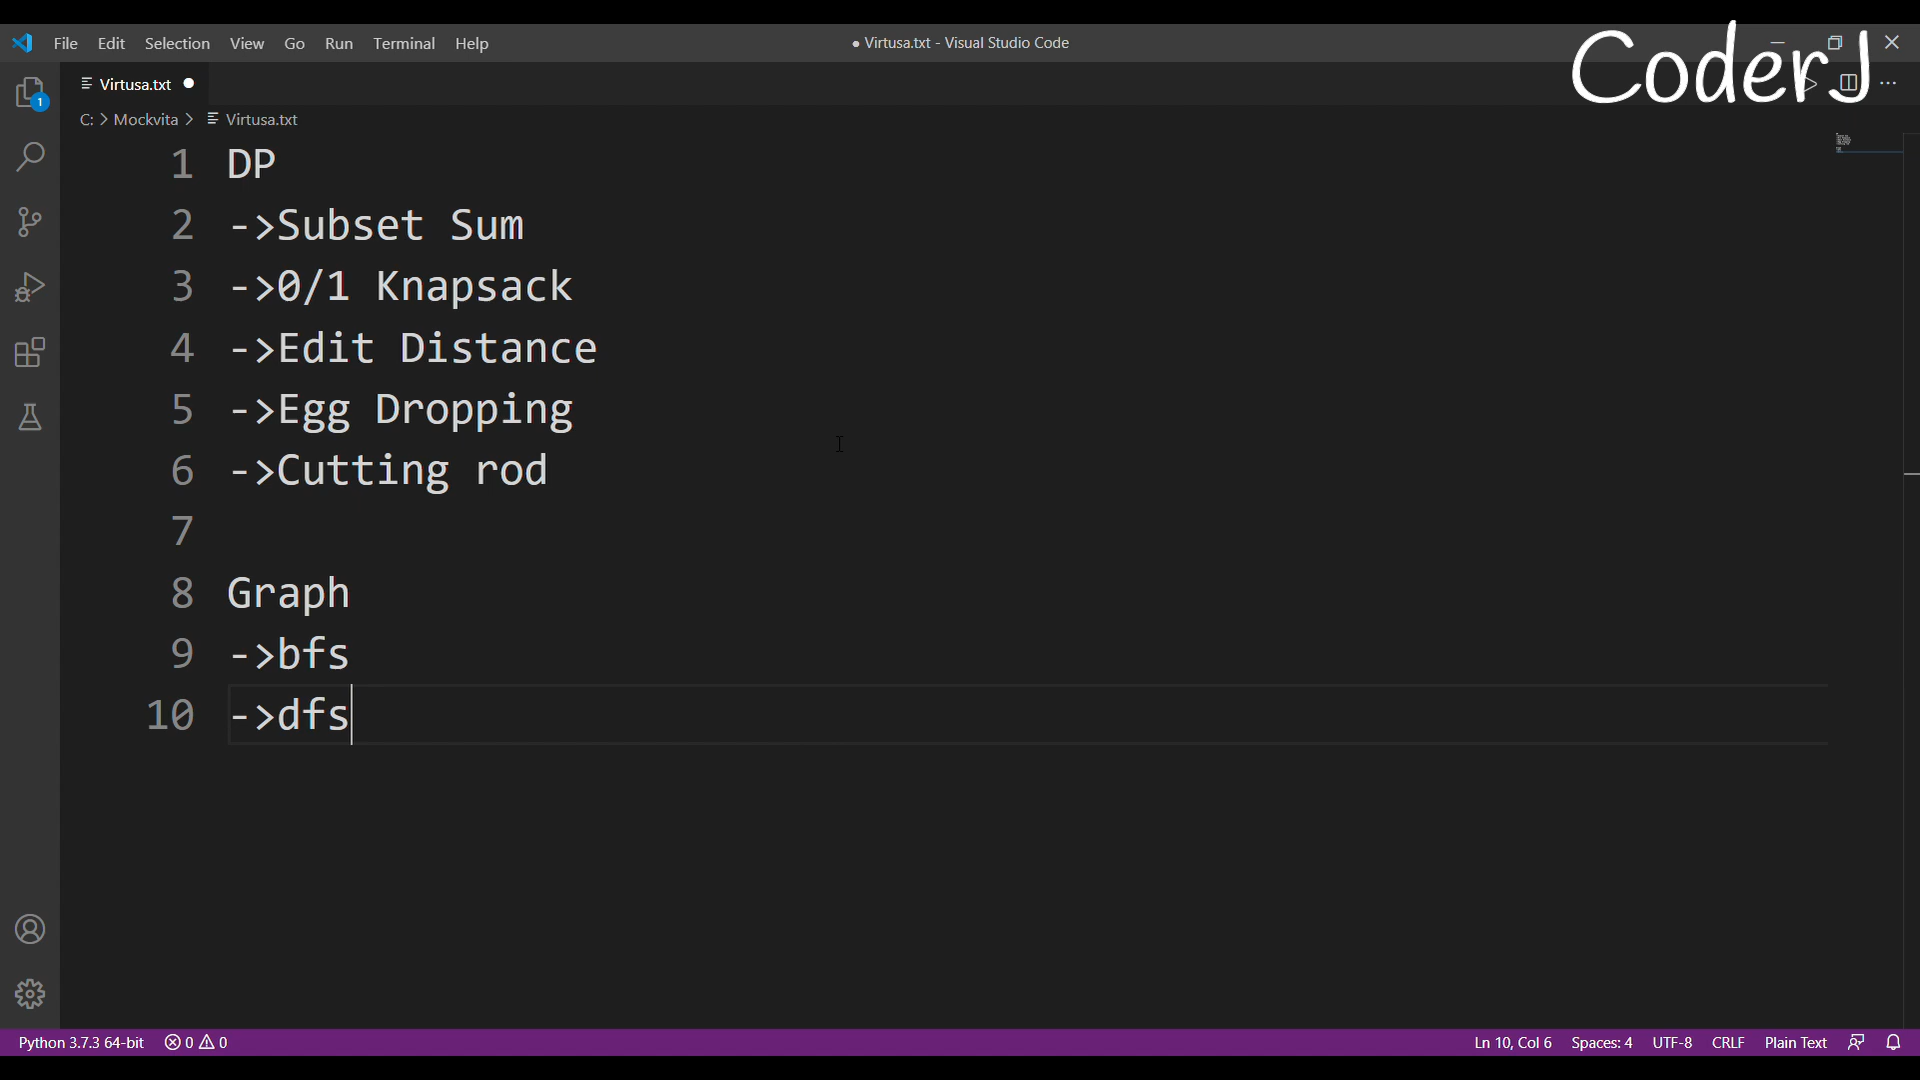 File Edit Selection View Go Run Terminal Help
● Virtusa.txt - Visual Studio Code
CoderJ
Virtusa.txt ●
1
C: > Mockvita > Virtusa.txt
1 DP
2 ->Subset Sum
3 ->0/1 Knapsack
4 ->Edit Distance
5 ->Egg Dropping
6 ->Cutting rod
7
8 Graph
9 ->bfs
10 ->dfs
Python 3.7.3 64-bit 0 0 Ln 10, Col 6 Spaces: 4 UTF-8 CRLF Plain Text